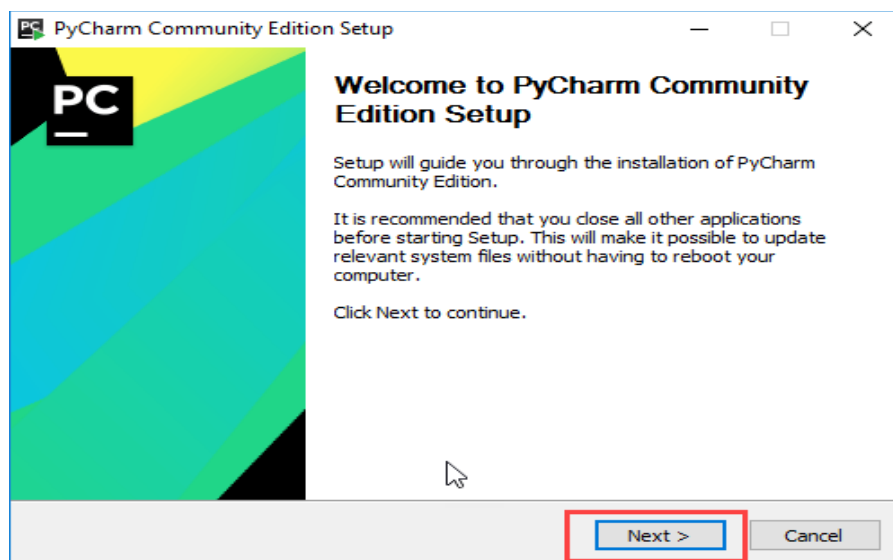 PyCharm Community Edition Setup
PC
Welcome to PyCharm Community
Edition Setup
Setup will guide you through the installation of PyCharm
Community Edition.
It is recommended that you close all other applications
before starting Setup. This will make it possible to update
relevant system files without having to reboot your
computer.
Click Next to continue.
Next >
Cancel